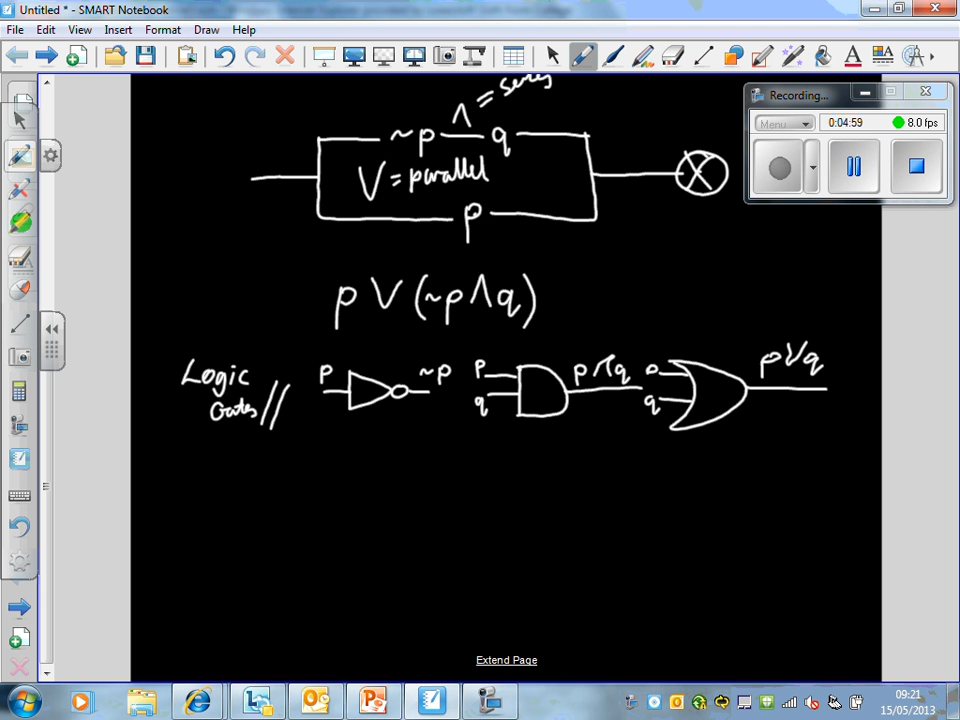 Untitled * - SMART Notebook
File Edit View Insert Format Draw Help
Recording...
Menu
0:04:59
8.0 fps
Λ = series
~p Λ q
V = parallel
p
p V (~p Λ q)
Logic Gates //
p ~p
p q p Λ q
q p V q
Extend Page
09:21
15/05/2013